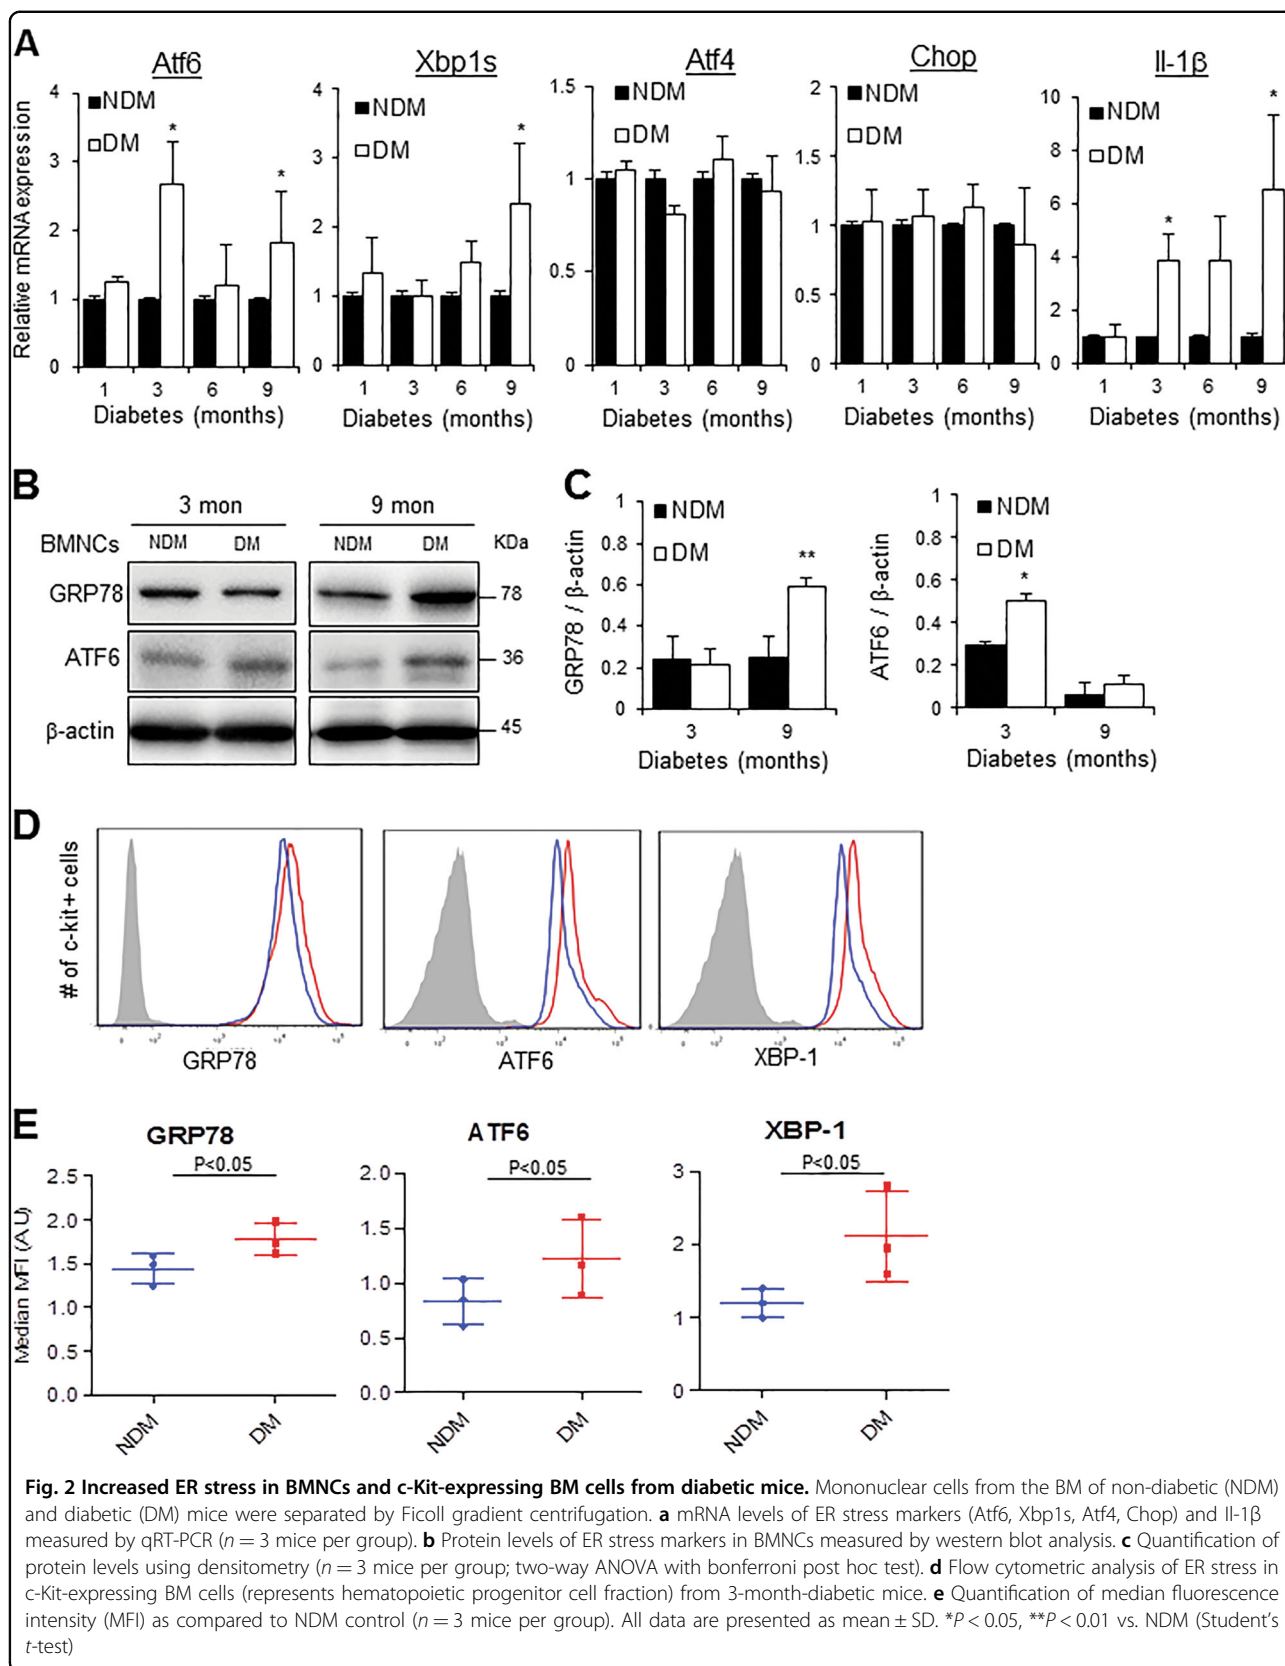 A
Atf6
Xbp1s
Atf4
Chop
Il-1β
Relative mRNA expression
4
3
2
1
0
NDM
DM
*
*
1 3 6 9
Diabetes (months)
4
3
2
1
0
NDM
DM
*
1 3 6 9
Diabetes (months)
1.5
1
0.5
0
NDM
DM
1 3 6 9
Diabetes (months)
2
1.5
1
0.5
0
NDM
DM
1 3 6 9
Diabetes (months)
10
8
6
4
2
0
NDM
DM
*
*
1 3 6 9
Diabetes (months)
B
3 mon 9 mon
BMNCs NDM DM NDM DM KDa
GRP78 78
ATF6 36
β-actin 45
C
GRP78 / β-actin
1
0.8
0.6
0.4
0.2
0
NDM
DM
**
3 9
Diabetes (months)
ATF6 / β-actin
1
0.8
0.6
0.4
0.2
0
NDM
DM
*
3 9
Diabetes (months)
D
# of c-kit+ cells
GRP78
ATF6
XBP-1
E
GRP78
P<0.05
Median MFI (A.U)
2.5
2.0
1.5
1.0
0.5
0.0
NDM DM
ATF6
P<0.05
2.0
1.5
1.0
0.5
0.0
NDM DM
XBP-1
P<0.05
3
2
1
0
NDM DM
Fig. 2 Increased ER stress in BMNCs and c-Kit-expressing BM cells from diabetic mice. Mononuclear cells from the BM of non-diabetic (NDM)
and diabetic (DM) mice were separated by Ficoll gradient centrifugation. a mRNA levels of ER stress markers (Atf6, Xbp1s, Atf4, Chop) and Il-1β
measured by qRT-PCR (n = 3 mice per group). b Protein levels of ER stress markers in BMNCs measured by western blot analysis. c Quantification of
protein levels using densitometry (n = 3 mice per group; two-way ANOVA with bonferroni post hoc test). d Flow cytometric analysis of ER stress in
c-Kit-expressing BM cells (represents hematopoietic progenitor cell fraction) from 3-month-diabetic mice. e Quantification of median fluorescence
intensity (MFI) as compared to NDM control (n = 3 mice per group). All data are presented as mean ± SD. *P < 0.05, **P < 0.01 vs. NDM (Student's
t-test)